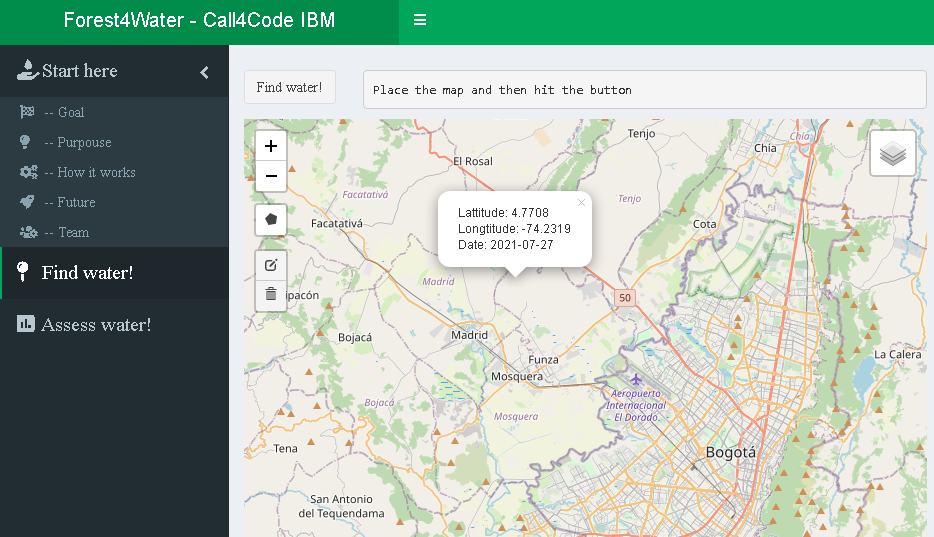 Forest4Water - Call4Code IBM
Start here
-- Goal
-- Purpouse
-- How it works
-- Future
-- Team
Find water!
Assess water!
Find water!
Place the map and then hit the button
+
−
Lattitude: 4.7708
Longtitude: -74.2319
Date: 2021-07-27
×
Tenjo
Chía
Chía
El Rosal
Facatativá
Tenjo
Facatativá
Cota
Madrid
ipacón
50
Bojacá
Madrid
Funza
La Calera
Mosquera
Aeropuerto
Internacional
El Dorado
Bojacá
Mosquera
Tena
Bogotá
San Antonio
del Tequendama